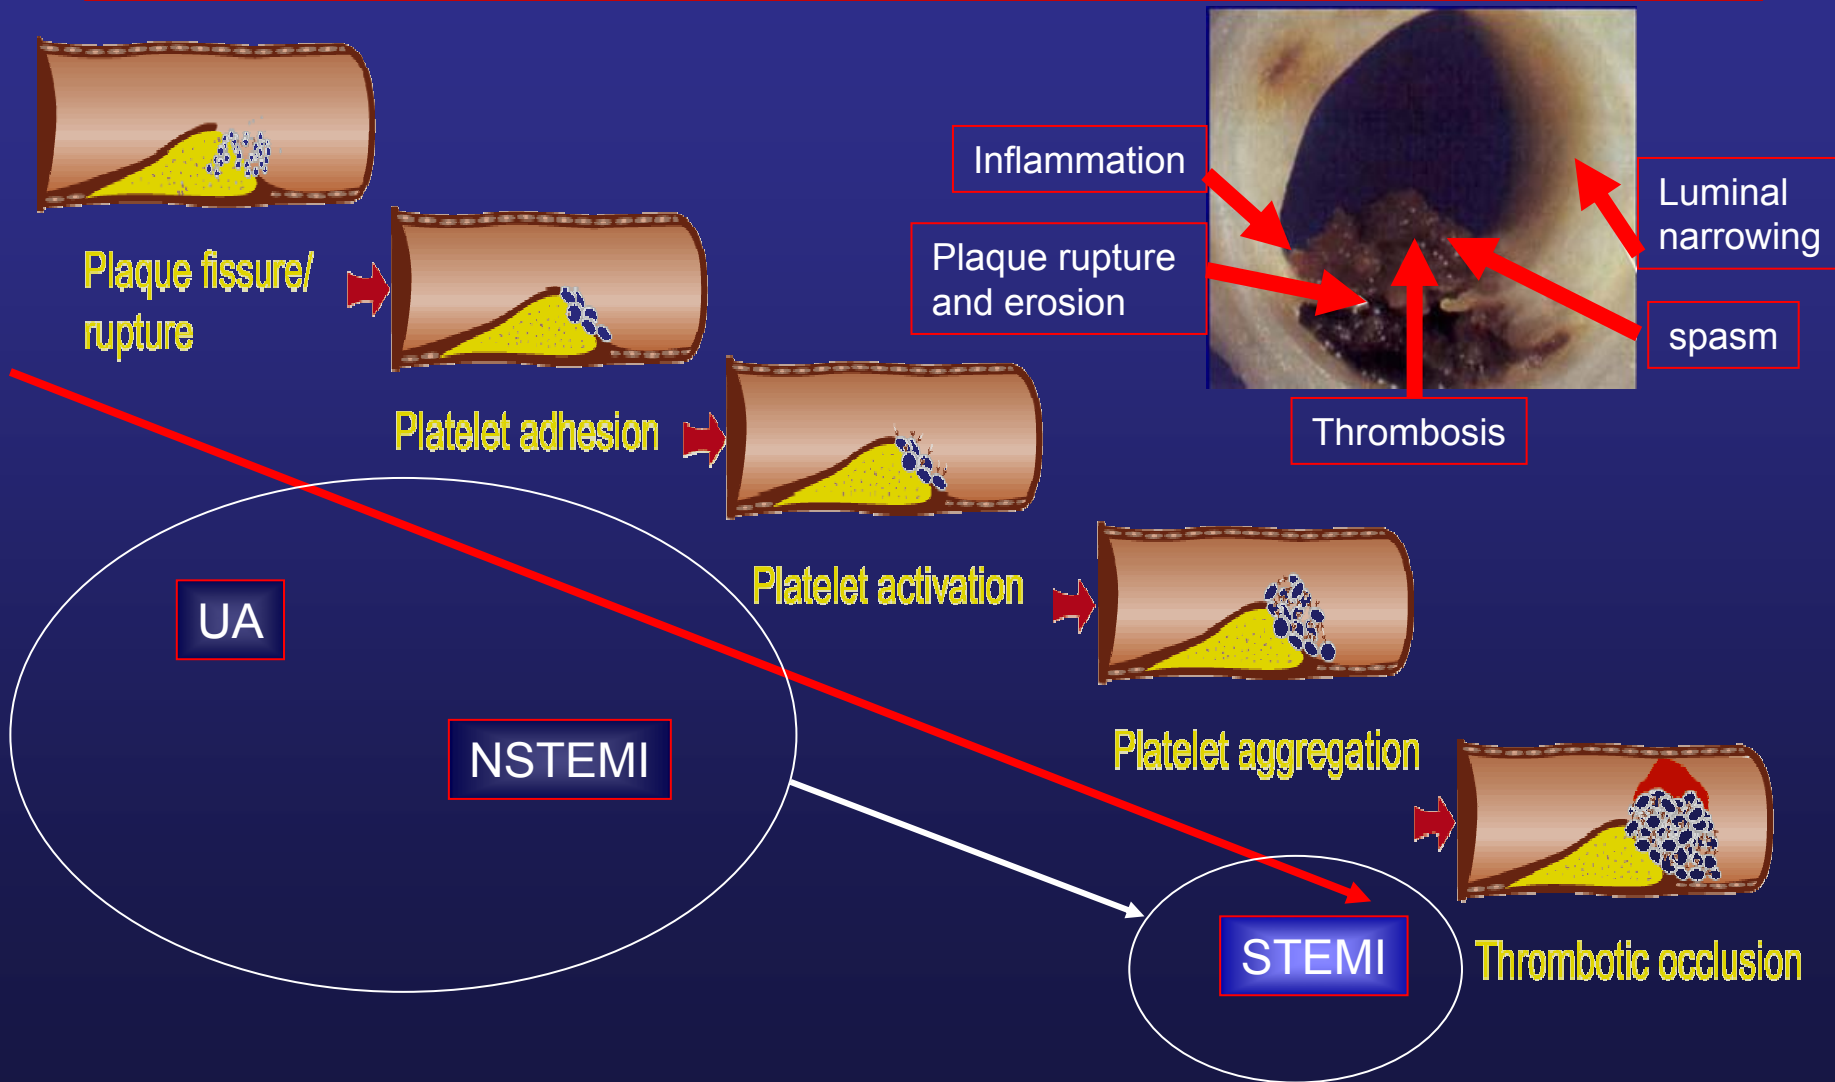 Inflammation
Plaque rupture
and erosion
Luminal
narrowing
spasm
Thrombosis
Plaque fissure/
rupture
Platelet adhesion
Platelet activation
Platelet aggregation
Thrombotic occlusion
UA
NSTEMI
STEMI